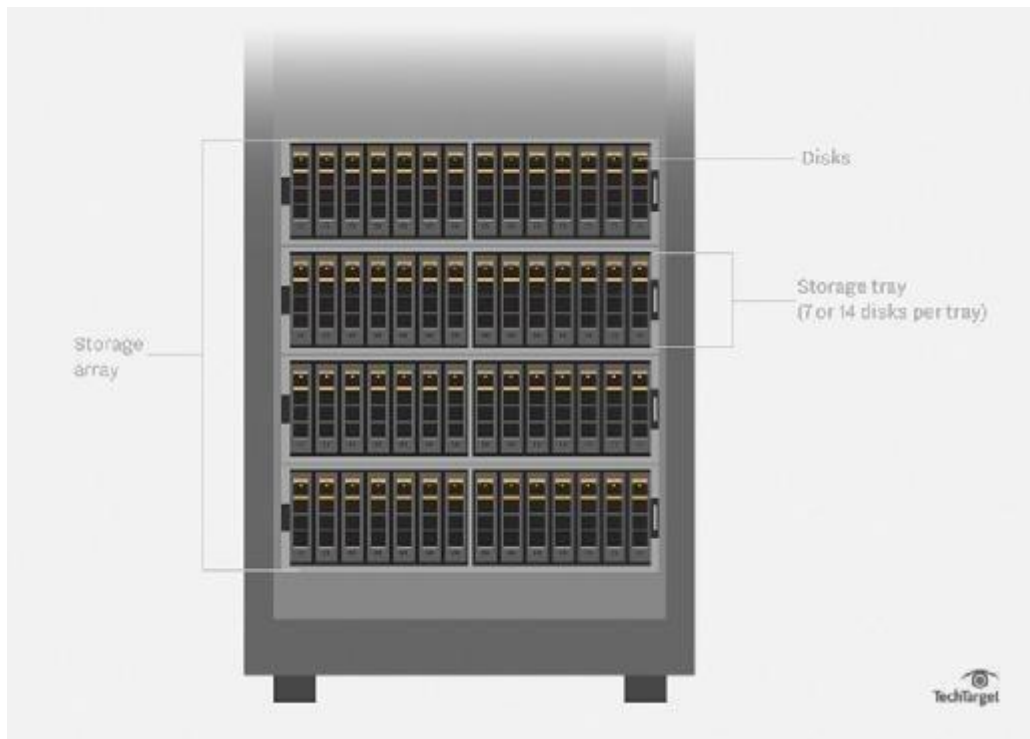 Disks
Storage tray
(7 or 14 disks per tray)
Storage
array
TechTarget